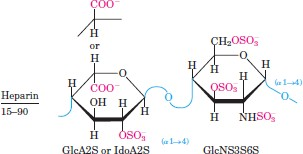 COO⁻
H
or
H
COO⁻
O
H
OH
H
H
H
OSO₃⁻
O
O
CH₂OSO₃⁻
H
O
H
H
OSO₃⁻
H
H
NHSO₃⁻
(α1→4)
O
Heparin
15–90
(α1→4)
GlcA2S or IdoA2S
GlcNS3S6S